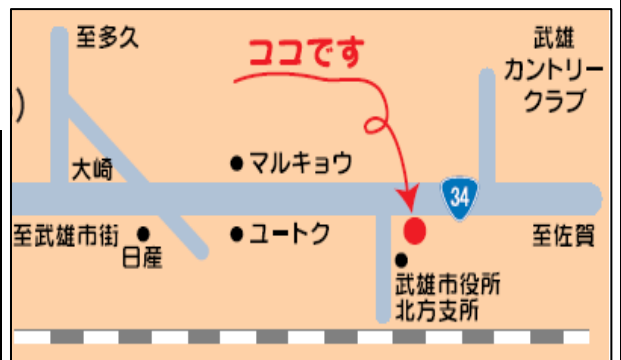 至多久
ココです
武雄
カントリー
クラブ
)
大崎
マルキョウ
34
至武雄市街
日産
ユートク
至佐賀
武雄市役所
北方支所